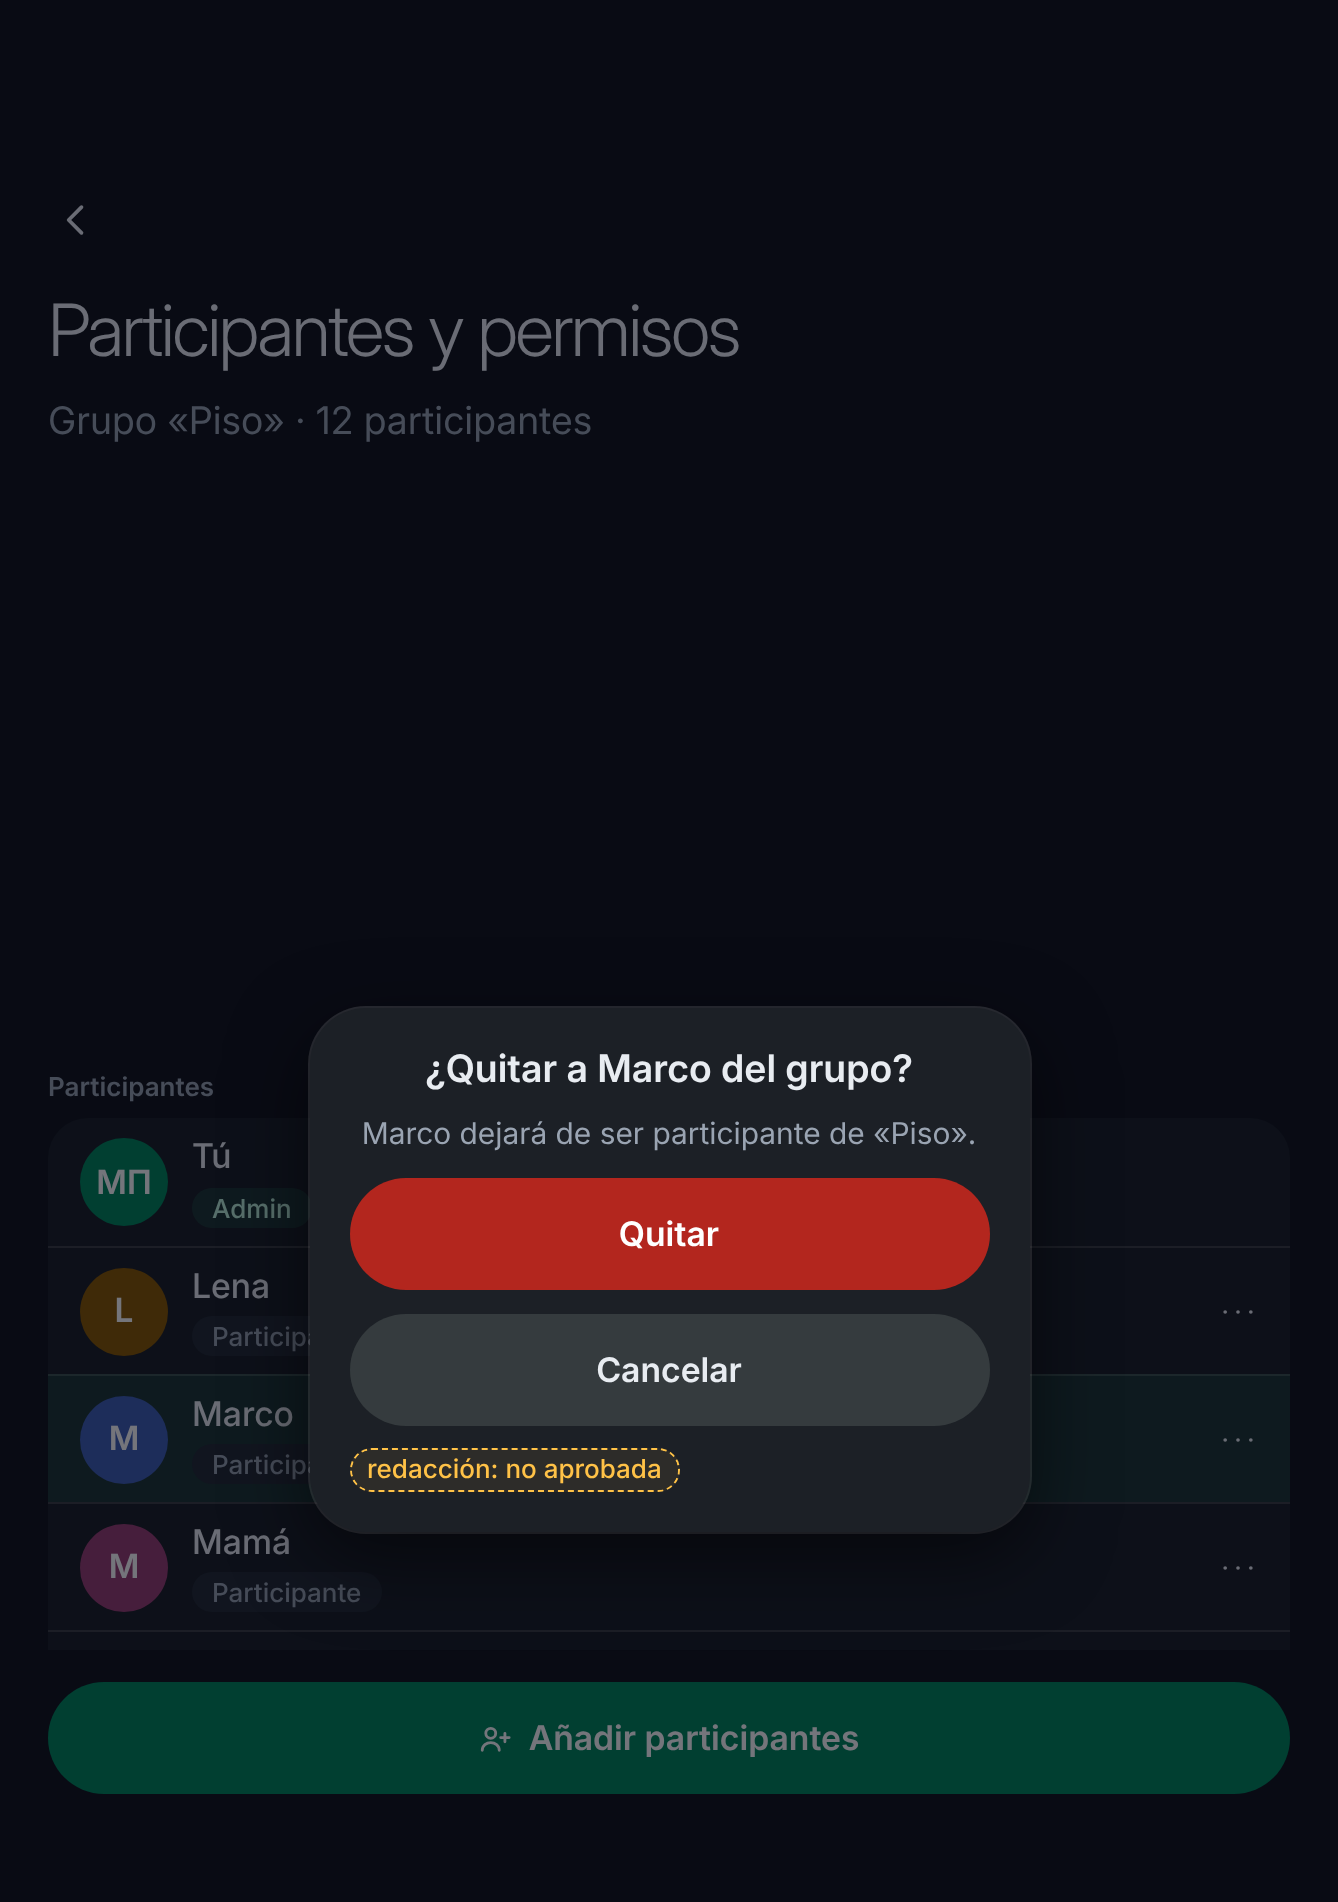 Participantes y permisos
Grupo «Piso» · 12 participantes
¿Quitar a Marco del grupo?
Marco dejará de ser participante de «Piso».
Quitar
Cancelar
redacción: no aprobada
Participantes
МП
Tú
Admin
L
Lena
M
Marco
M
Mamá
Participante
Añadir participantes